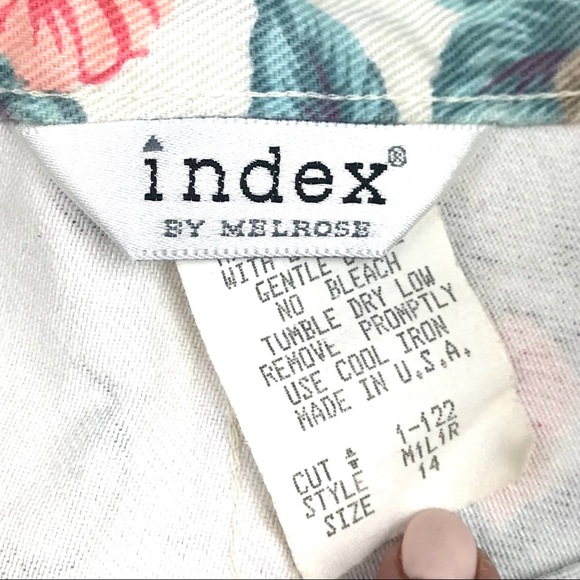 index®
BY MELROSE
WITH
GENTLE
NO BLEACH
TUMBLE DRY LOW
REMOVE PROMPTLY
USE COOL IRON
MADE IN U.S.A.
CUT # 1-122
STYLE M1L1R
SIZE 14